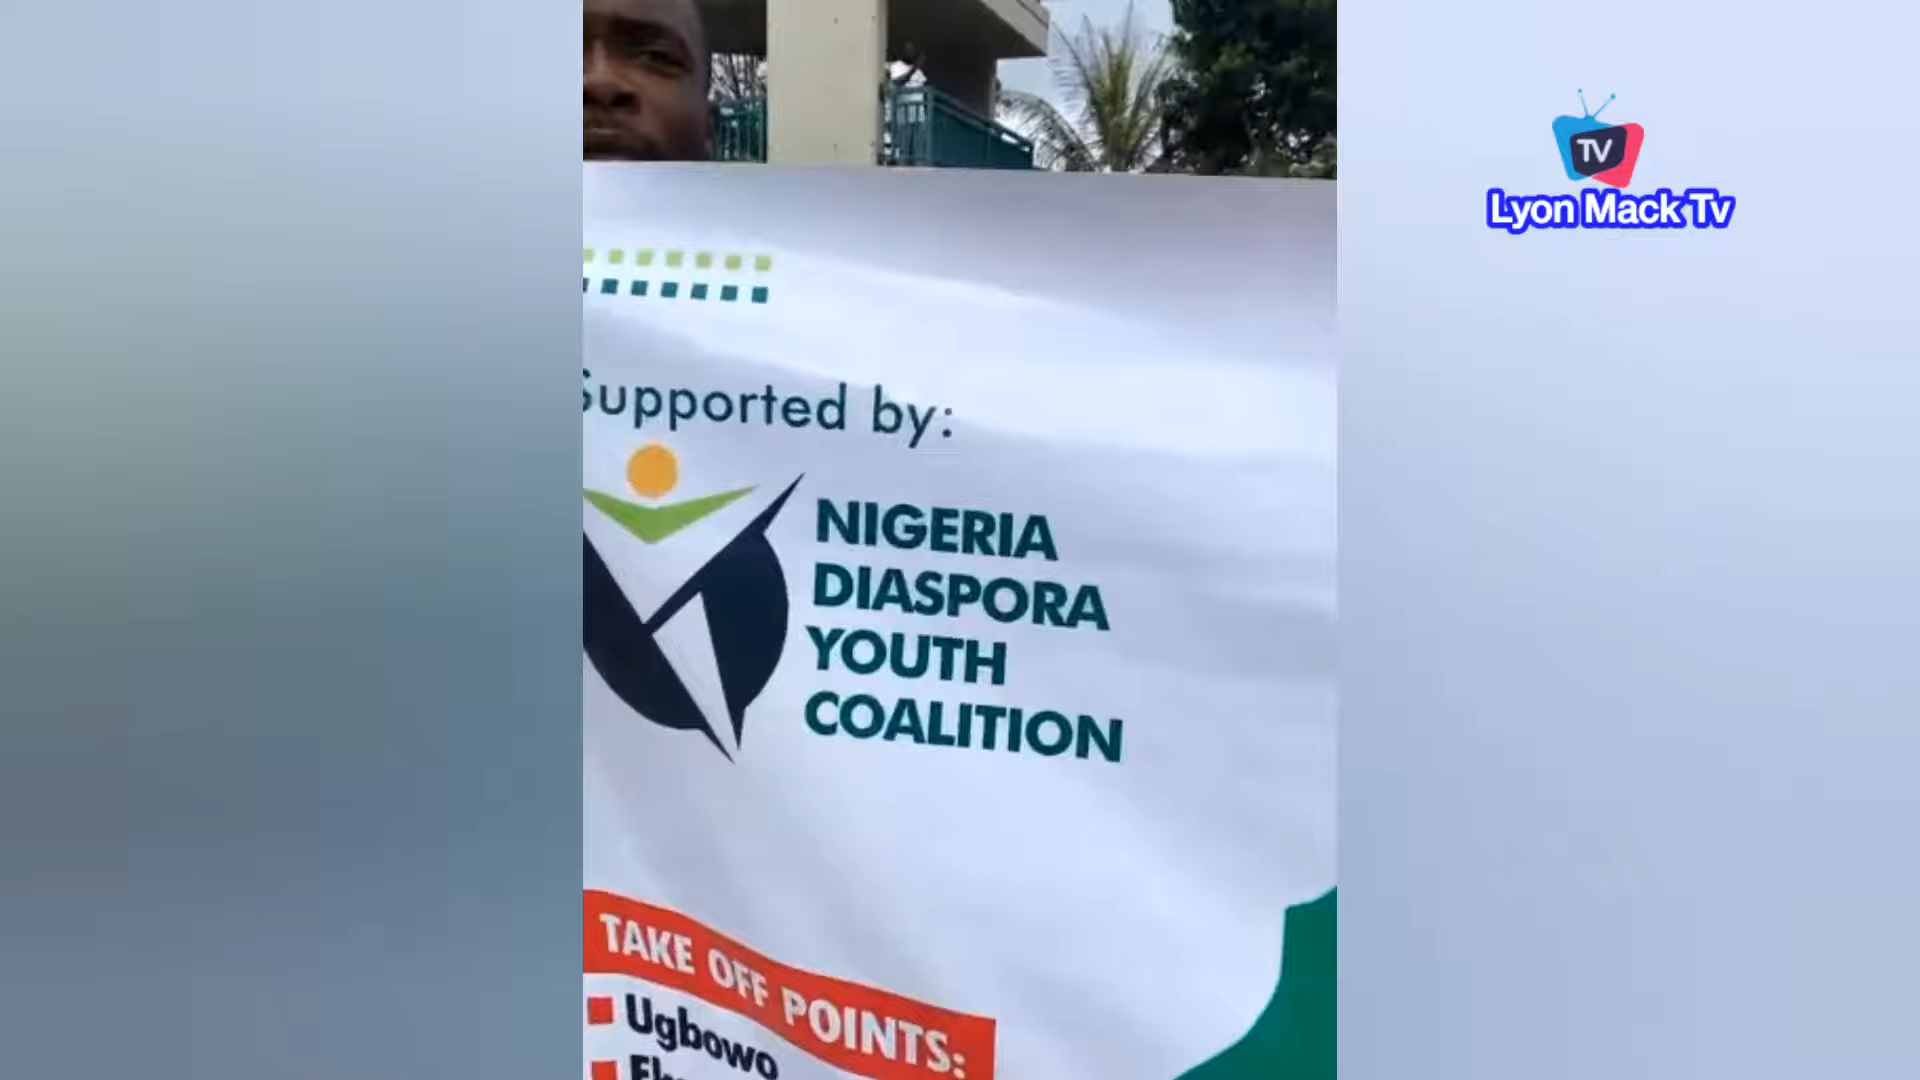 TV
Lyon Mack Tv
Supported by:
NIGERIA
DIASPORA
YOUTH
COALITION
TAKE OFF POINTS:
Ugbowo